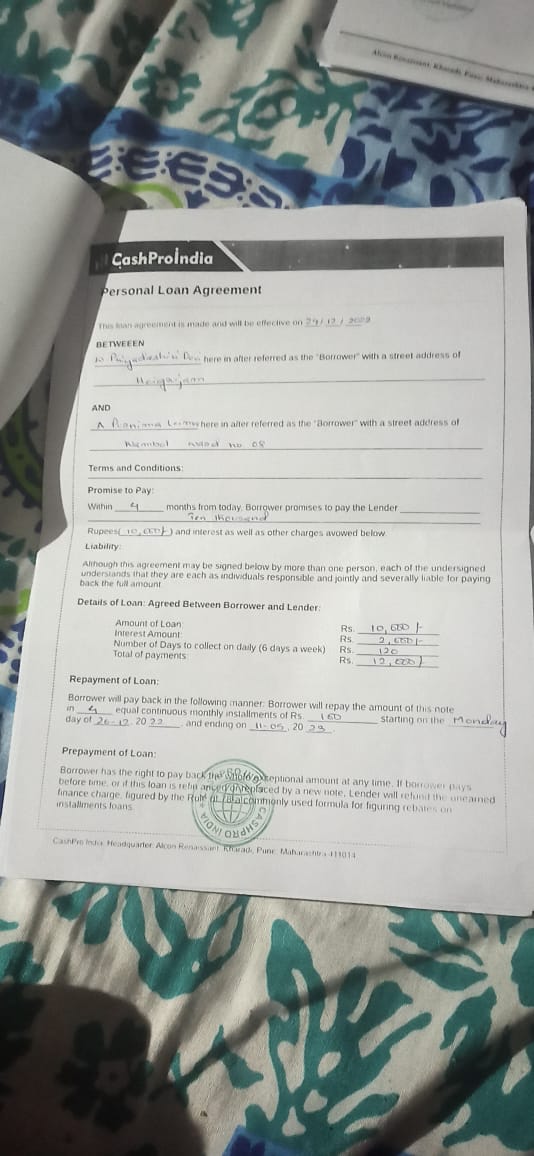 Alcon Renaissant, Kharadi, Pune, Maharashtra
CashProIndia
Personal Loan Agreement
This loan agreement is made and will be effective on 24/12/2022
BETWEEEN
here in after referred as the "Borrower" with a street address of
AND
here in after referred as the "Borrower" with a street address of
Nambol ward no 08
Terms and Conditions:
Promise to Pay:
Within 4 months from today, Borrower promises to pay the Lender
Ten thousand
Rupees( 10,000/- ) and interest as well as other charges avowed below
Liability:
Although this agreement may be signed below by more than one person, each of the undersigned
understands that they are each as individuals responsible and jointly and severally liable for paying
back the full amount
Details of Loan: Agreed Between Borrower and Lender:
Amount of Loan: Rs. 10,000/-
Interest Amount: Rs. 2,000/-
Number of Days to collect on daily (6 days a week) Rs. 120
Total of payments: Rs. 12,000/-
Repayment of Loan:
Borrower will pay back in the following manner: Borrower will repay the amount of this note
in 4 equal continuous monthly installments of Rs. 100 starting on the Monday
day of 26-12, 2022, and ending on 11-05, 20 23.
Prepayment of Loan:
Borrower has the right to pay back the whole exceptional amount at any time. If borrower pays
before time, or if this loan is refinanced or replaced by a new note, Lender will refund the unearned
finance charge, figured by the Rule of 78 a commonly used formula for figuring rebates on
installments loans.
CASHPRO INDIA
CashPro India. Headquarter: Alcon Renaissant, Kharadi, Pune, Maharashtra-411014